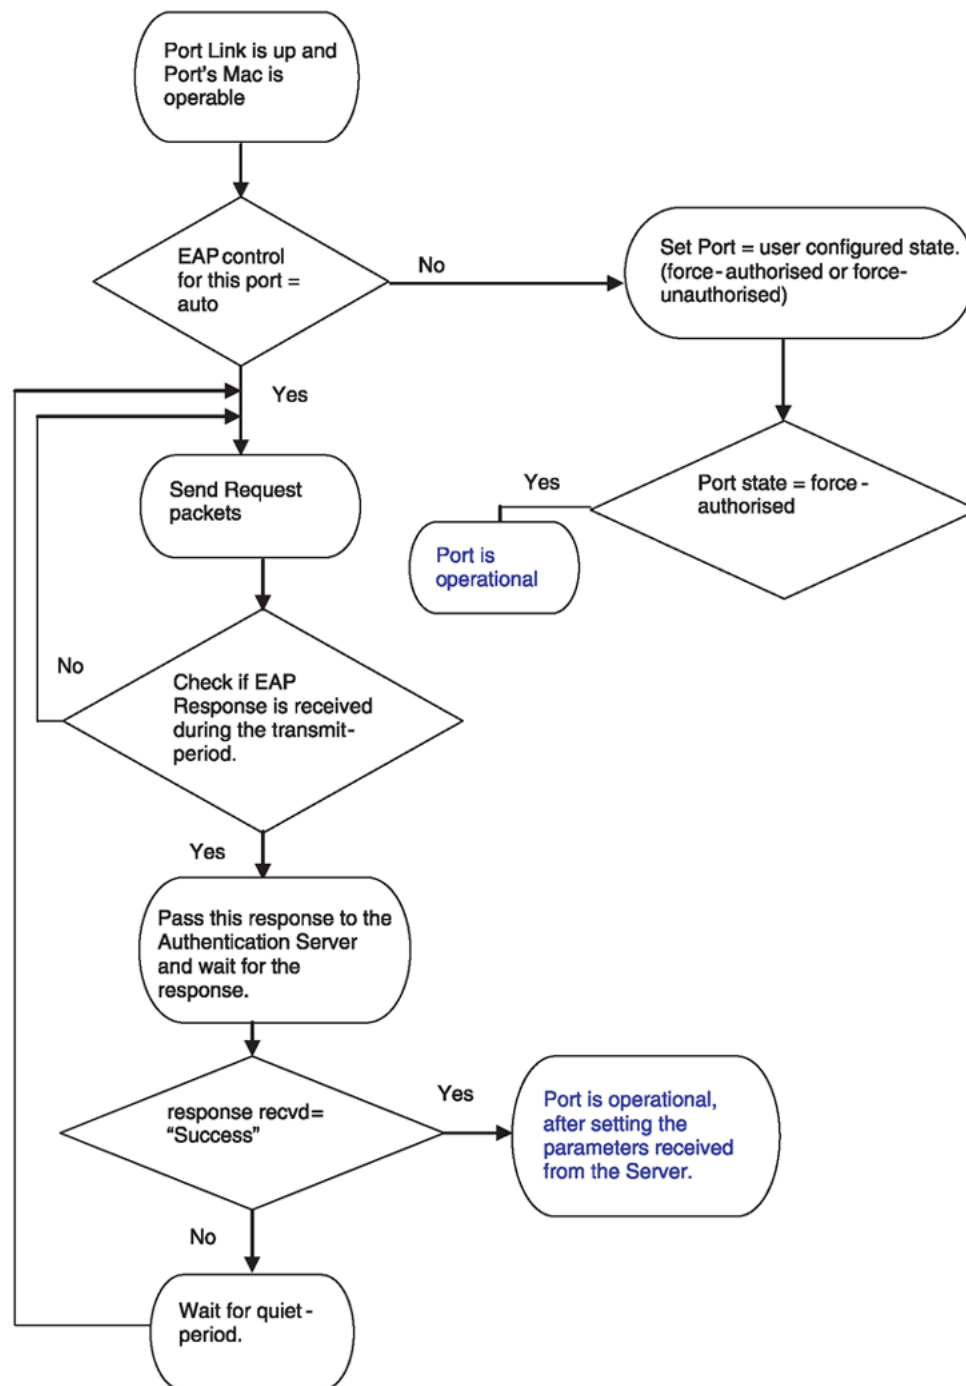 Port Link is up and
Port's Mac is
operable
EAP control
for this port =
auto
No
Set Port = user configured state.
(force-authorised or force-
unauthorised)
Yes
Send Request
packets
Yes
Port state = force-
authorised
Port is
operational
No
Check if EAP
Response is received
during the transmit-
period.
Yes
Pass this response to the
Authentication Server
and wait for the
response.
response recvd=
“Success”
Yes
Port is operational,
after setting the
parameters received
from the Server.
No
Wait for quiet-
period.